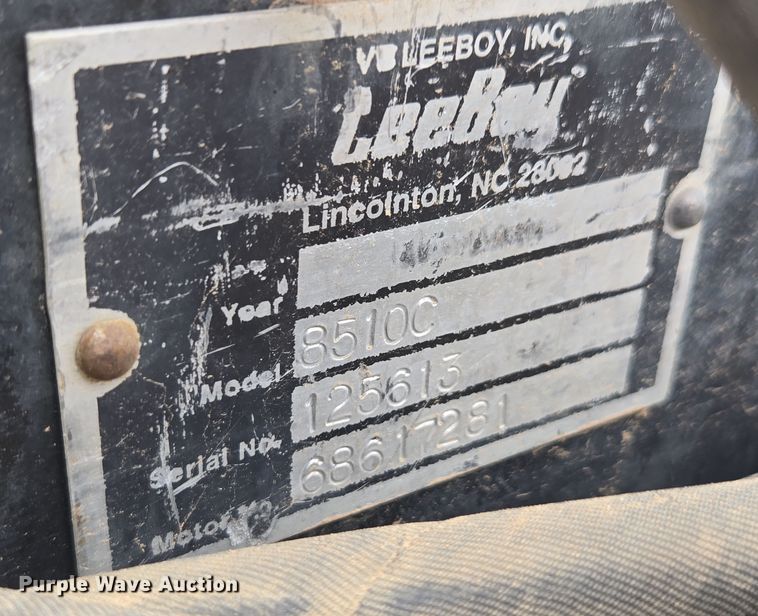 VT LEEBOY, INC.
LeeBoy
Lincolnton, NC 28092
Year
Model 8510C
Serial No. 125613
Motor No. 68617281
Purple Wave Auction